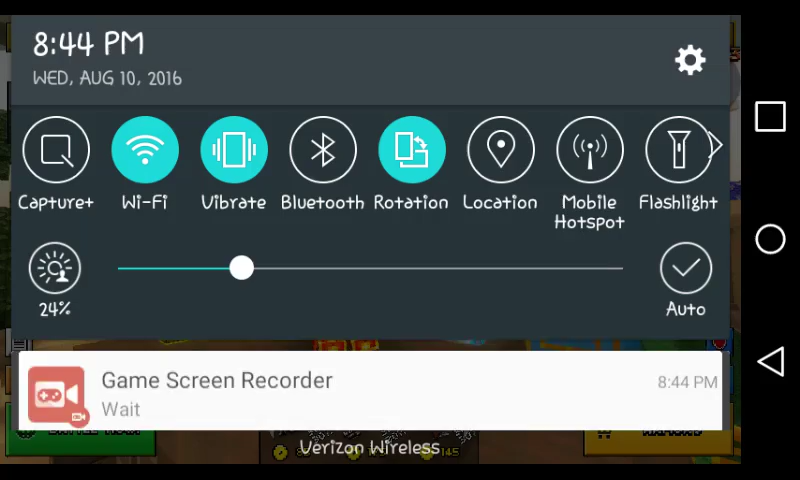 8:44 PM
WED, AUG 10, 2016
Capture+ Wi-Fi Vibrate Bluetooth Rotation Location Mobile Hotspot Flashlight
24% Auto
Game Screen Recorder 8:44 PM
Wait
Verizon Wireless
145